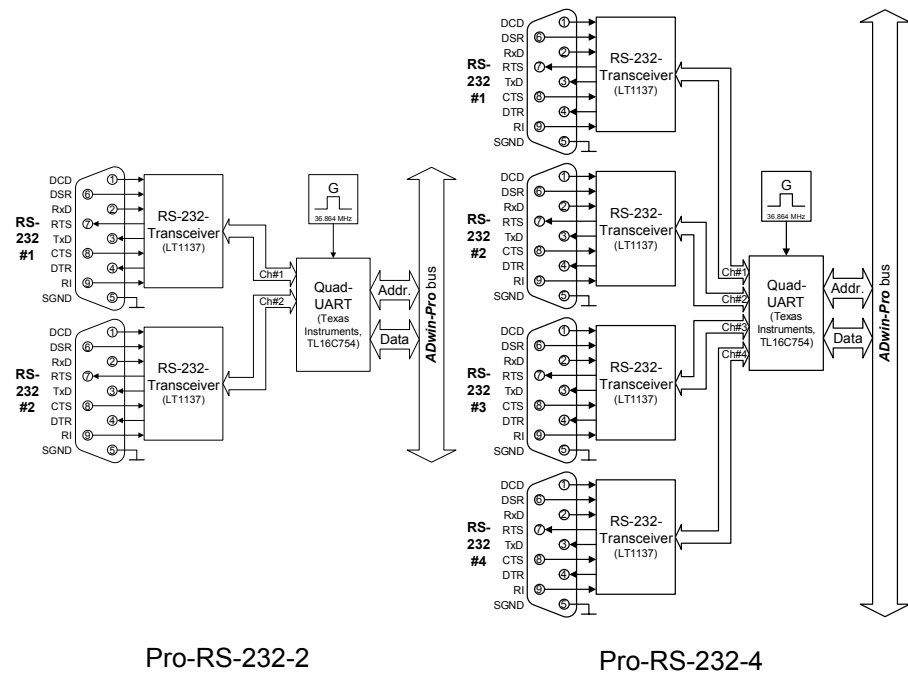 DCD 1
DSR 6
RxD 2
RTS 7
TxD 3
CTS 8
DTR 4
RI 9
SGND 5
RS-
232
#1
RS-232-
Transceiver
(LT1137)
DCD 1
DSR 6
RxD 2
RTS 7
TxD 3
CTS 8
DTR 4
RI 9
SGND 5
RS-
232
#2
RS-232-
Transceiver
(LT1137)
G
36.864 MHz
Ch#1
Ch#2
Quad-
UART
(Texas
Instruments,
TL16C754)
Addr.
Data
ADwin-Pro bus
Pro-RS-232-2
DCD 1
DSR 6
RxD 2
RTS 7
TxD 3
CTS 8
DTR 4
RI 9
SGND 5
RS-
232
#1
RS-232-
Transceiver
(LT1137)
DCD 1
DSR 6
RxD 2
RTS 7
TxD 3
CTS 8
DTR 4
RI 9
SGND 5
RS-
232
#2
RS-232-
Transceiver
(LT1137)
DCD 1
DSR 6
RxD 2
RTS 7
TxD 3
CTS 8
DTR 4
RI 9
SGND 5
RS-
232
#3
RS-232-
Transceiver
(LT1137)
DCD 1
DSR 6
RxD 2
RTS 7
TxD 3
CTS 8
DTR 4
RI 9
SGND 5
RS-
232
#4
RS-232-
Transceiver
(LT1137)
G
36.864 MHz
Ch#1
Ch#2
Ch#3
Ch#4
Quad-
UART
(Texas
Instruments,
TL16C754)
Addr.
Data
ADwin-Pro bus
Pro-RS-232-4